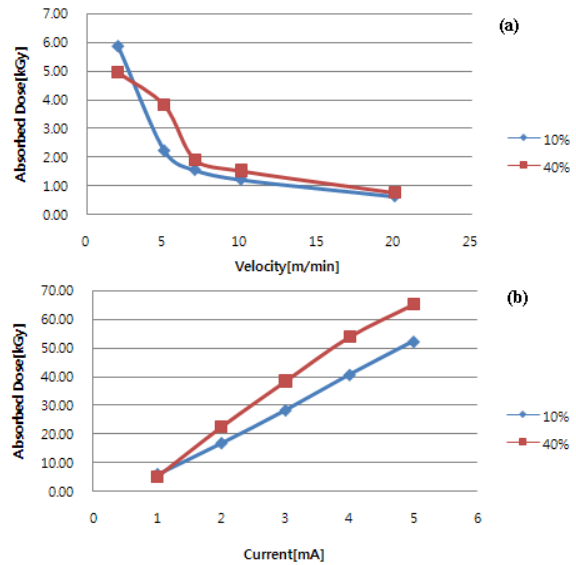 (a)
Absorbed Dose[kGy]
7.00
6.00
5.00
4.00
3.00
2.00
1.00
0.00
0 5 10 15 20 25
Velocity[m/min]
10%
40%
(b)
Absorbed Dose[kGy]
70.00
60.00
50.00
40.00
30.00
20.00
10.00
0.00
0 1 2 3 4 5 6
Current[mA]
10%
40%